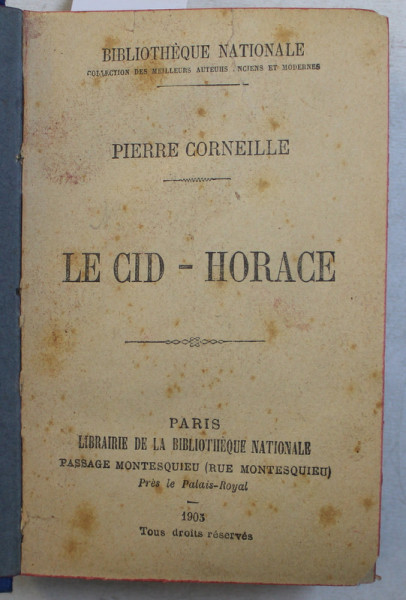 BIBLIOTHÈQUE NATIONALE
COLLECTION DES MEILLEURS AUTEURS NCIENS ET MODERNES
PIERRE CORNEILLE
LE CID - HORACE
PARIS
LIBRAIRIE DE LA BIBLIOTHÈQUE NATIONALE
PASSAGE MONTESQUIEU (RUE MONTESQUIEU)
Près le Palais-Royal
1903
Tous droits réservés